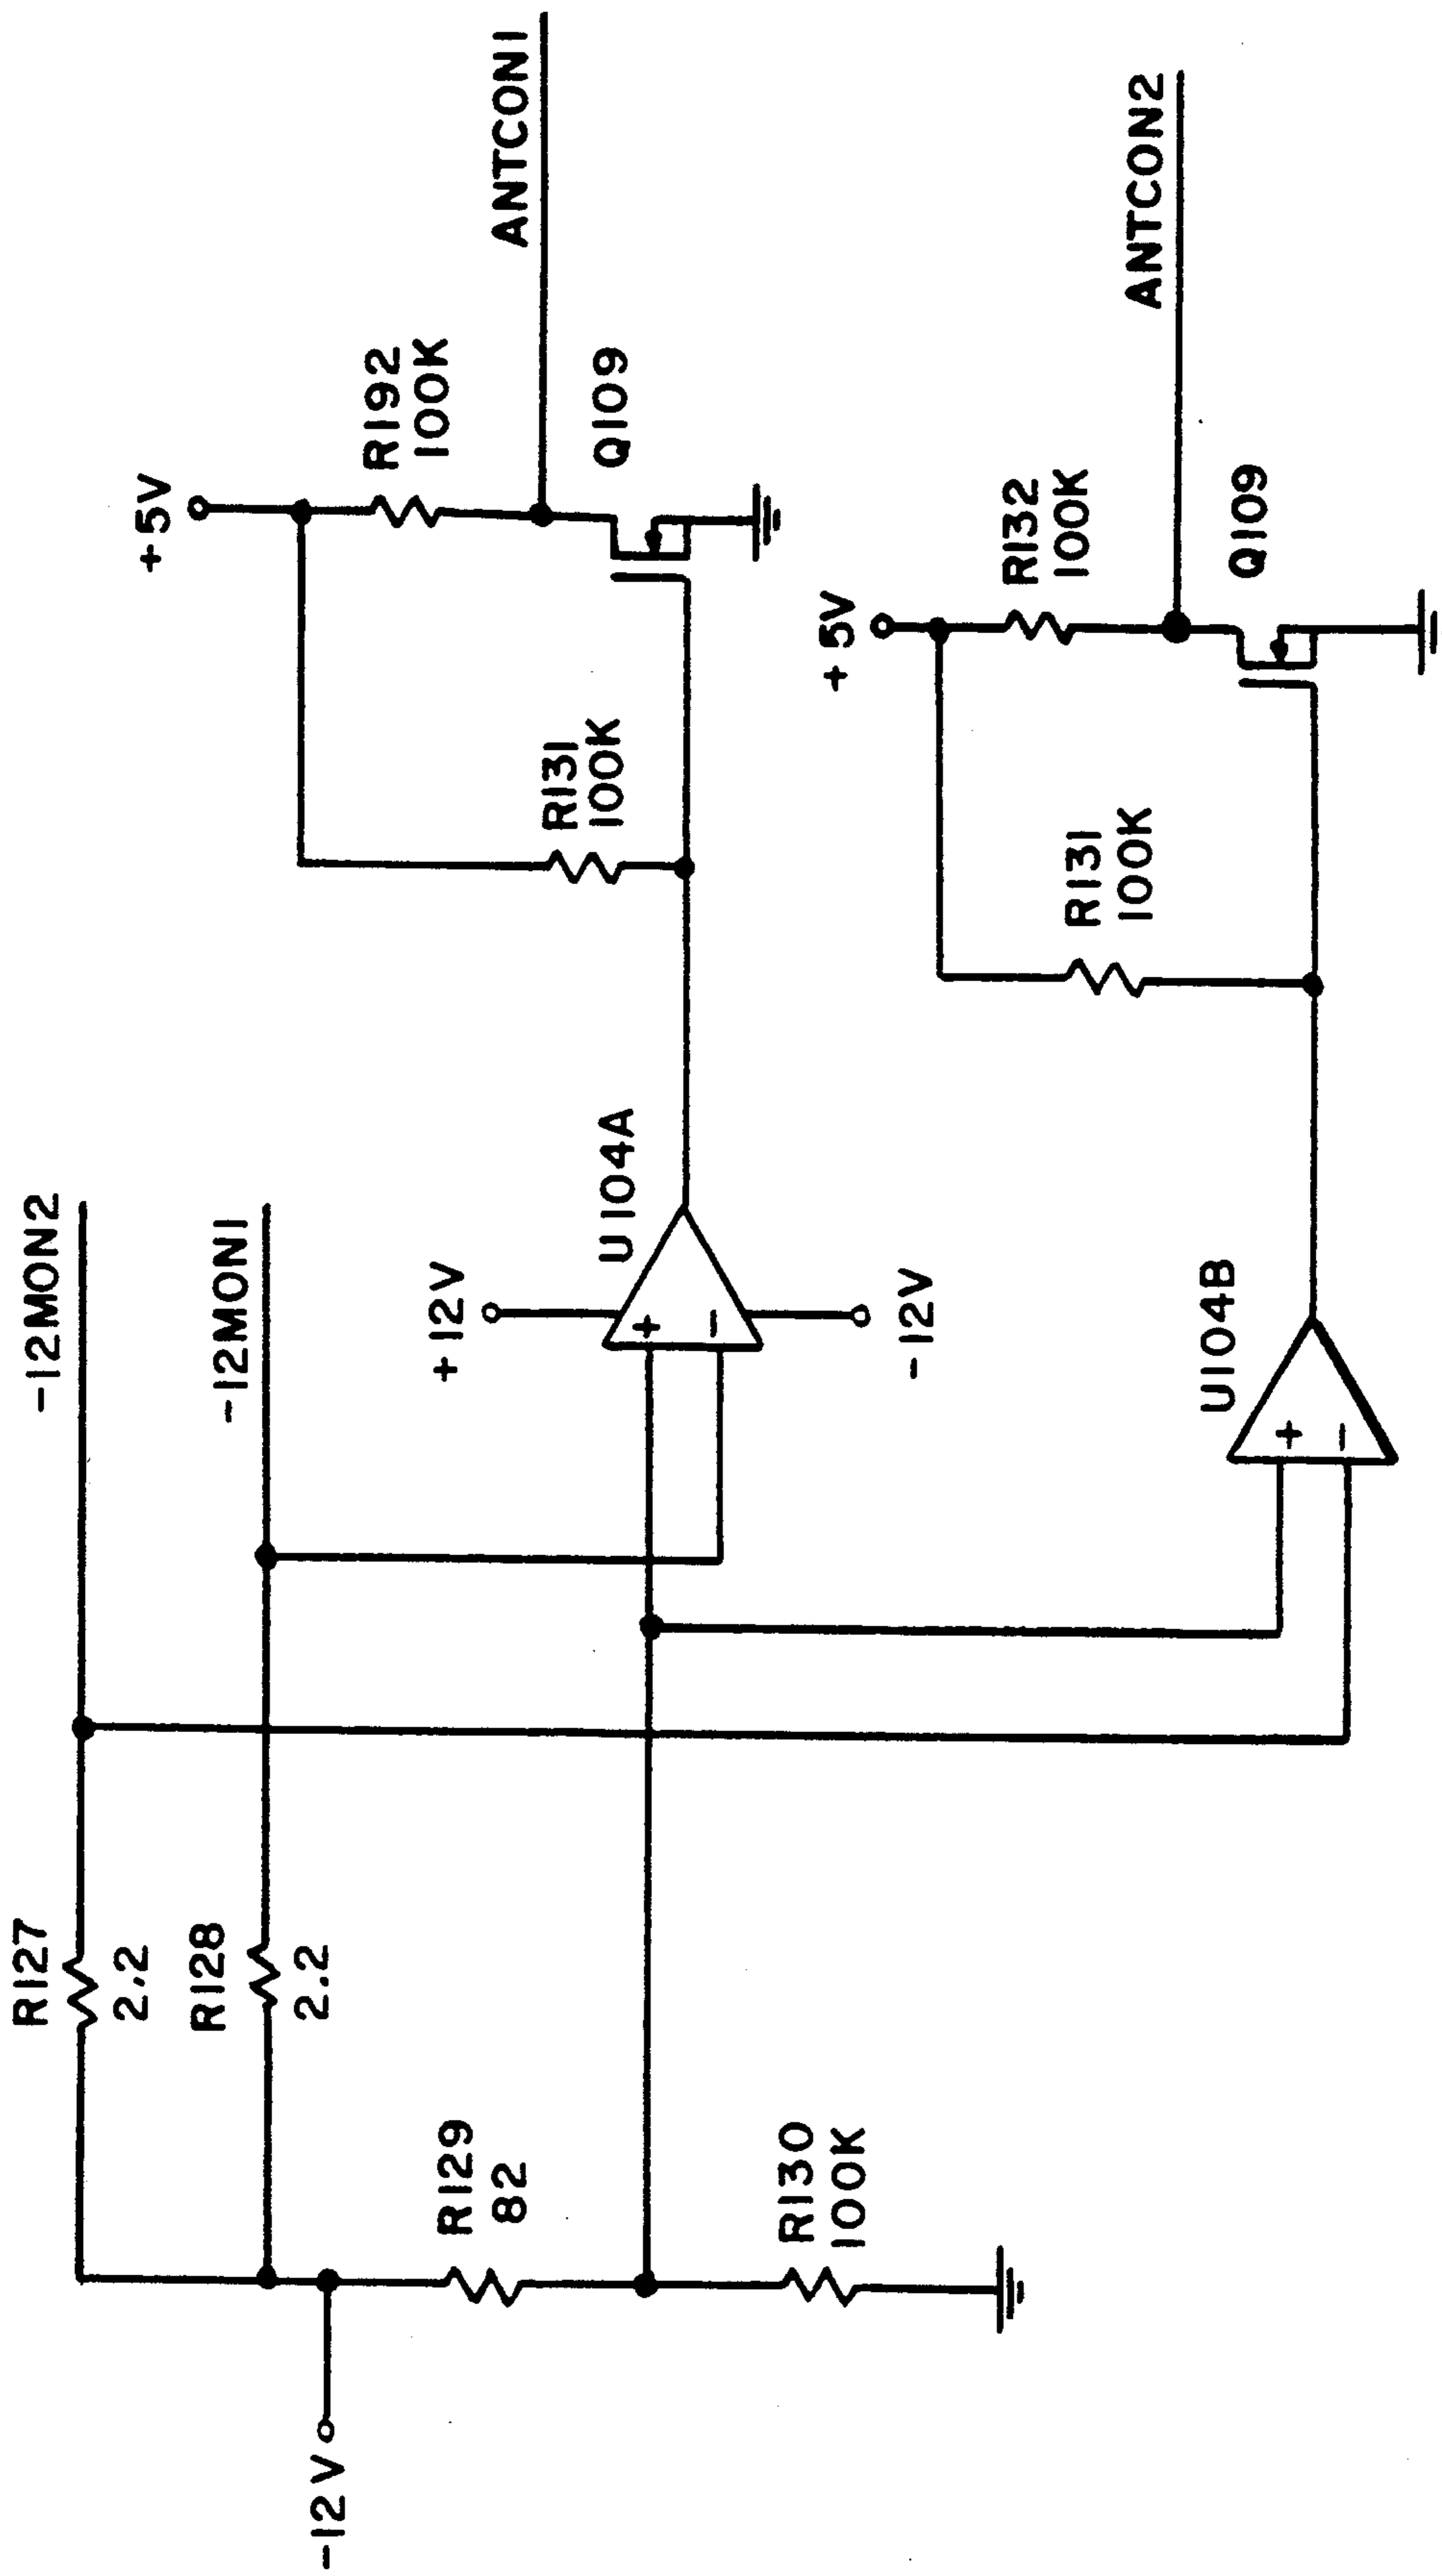 -12MON2
-12MON1
R127
2.2
R128
2.2
-12V
R129
82
R130
100K
+12V
U104A
+
-
-12V
U104B
+
-
+5V
R192
100K
R131
100K
ANTCON1
Q109
+5V
R132
100K
R131
100K
ANTCON2
Q109